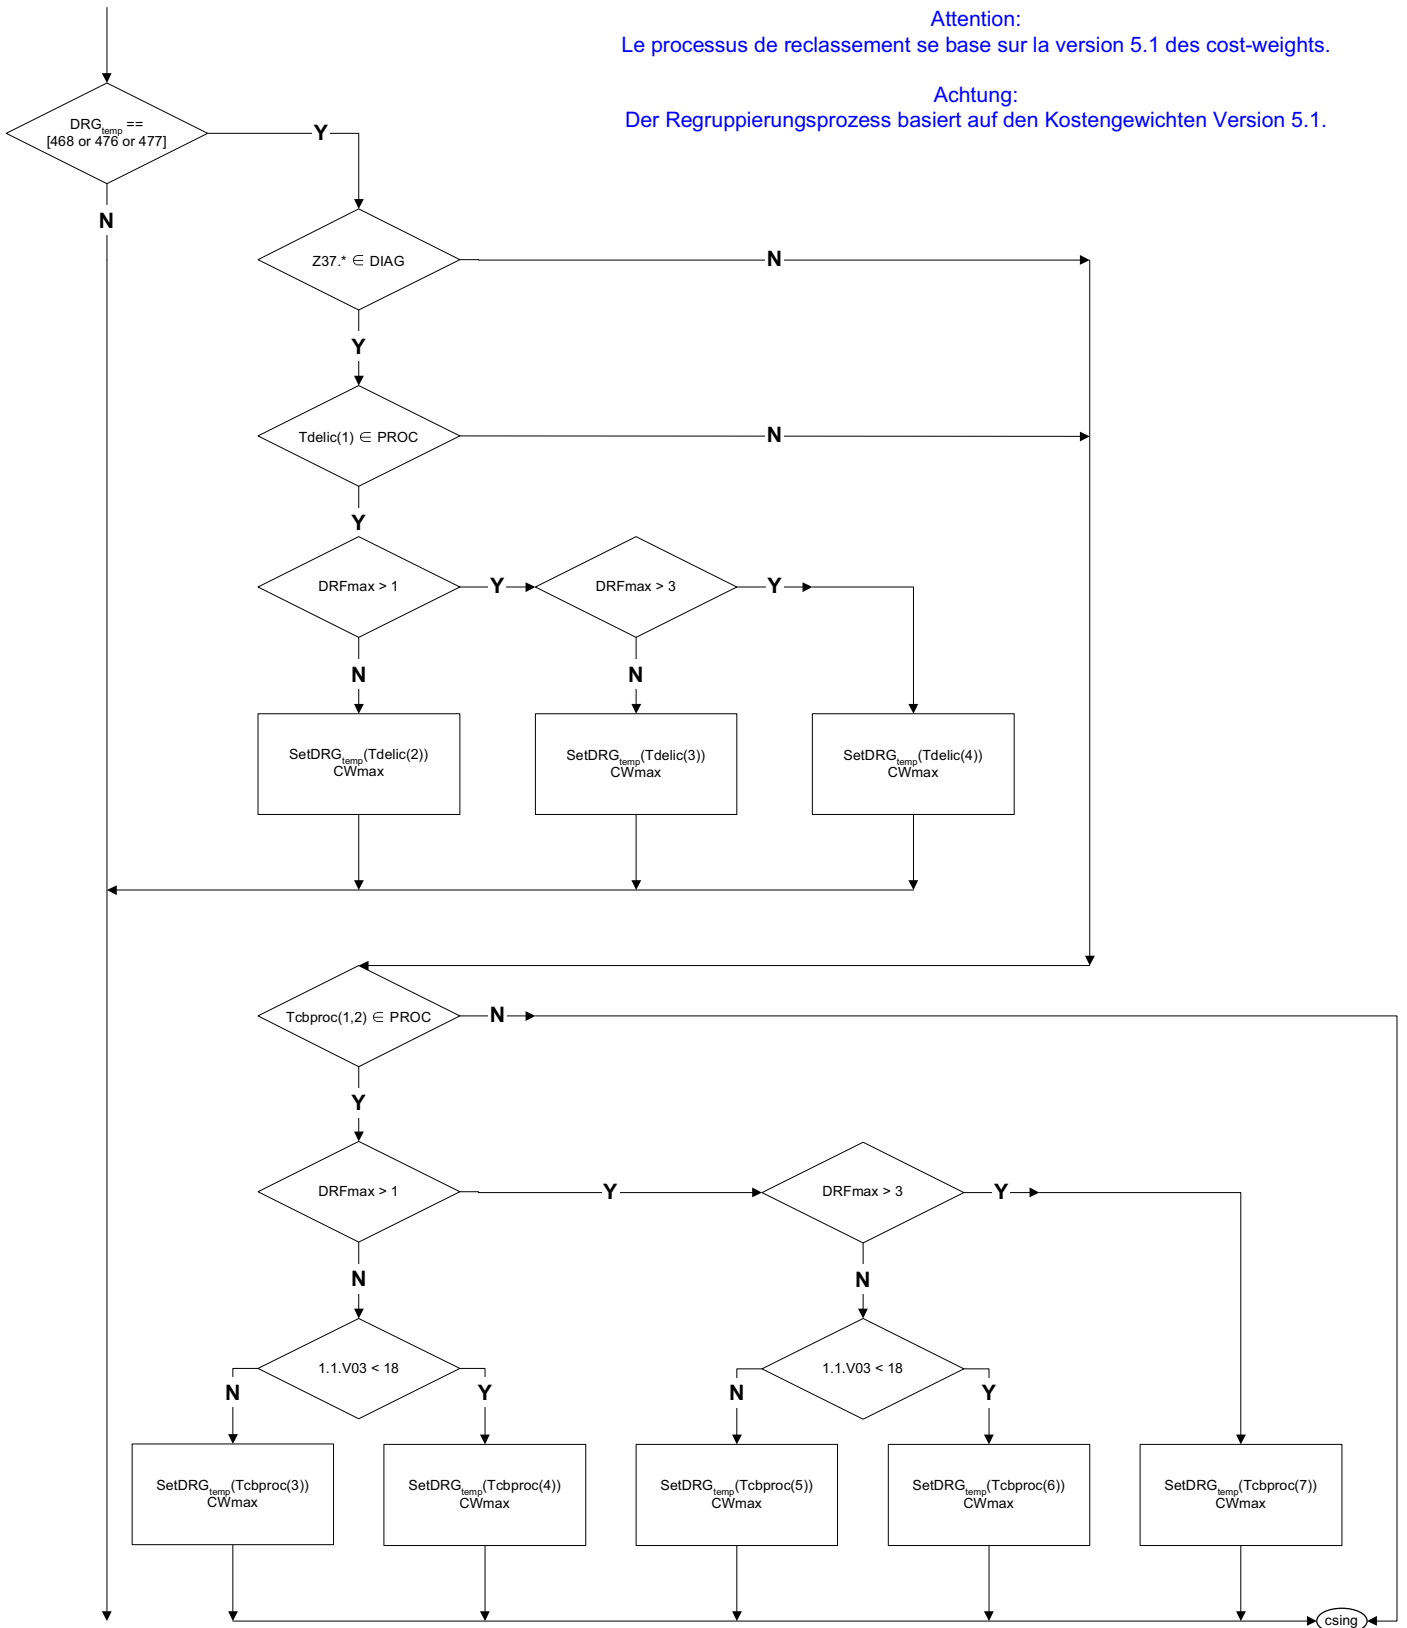 Attention:
Le processus de reclassement se base sur la version 5.1 des cost-weights.
Achtung:
Der Regruppierungsprozess basiert auf den Kostengewichten Version 5.1.
DRGtemp ==
[468 or 476 or 477]
Y
N
Z37.* ∈ DIAG
N
Y
Tdelic(1) ∈ PROC
N
Y
DRFmax > 1
Y
DRFmax > 3
Y
N
N
SetDRGtemp(Tdelic(2))
CWmax
SetDRGtemp(Tdelic(3))
CWmax
SetDRGtemp(Tdelic(4))
CWmax
Tcbproc(1,2) ∈ PROC
N
Y
DRFmax > 1
Y
DRFmax > 3
Y
N
N
1.1.V03 < 18
1.1.V03 < 18
N
Y
N
Y
SetDRGtemp(Tcbproc(3))
CWmax
SetDRGtemp(Tcbproc(4))
CWmax
SetDRGtemp(Tcbproc(5))
CWmax
SetDRGtemp(Tcbproc(6))
CWmax
SetDRGtemp(Tcbproc(7))
CWmax
csing